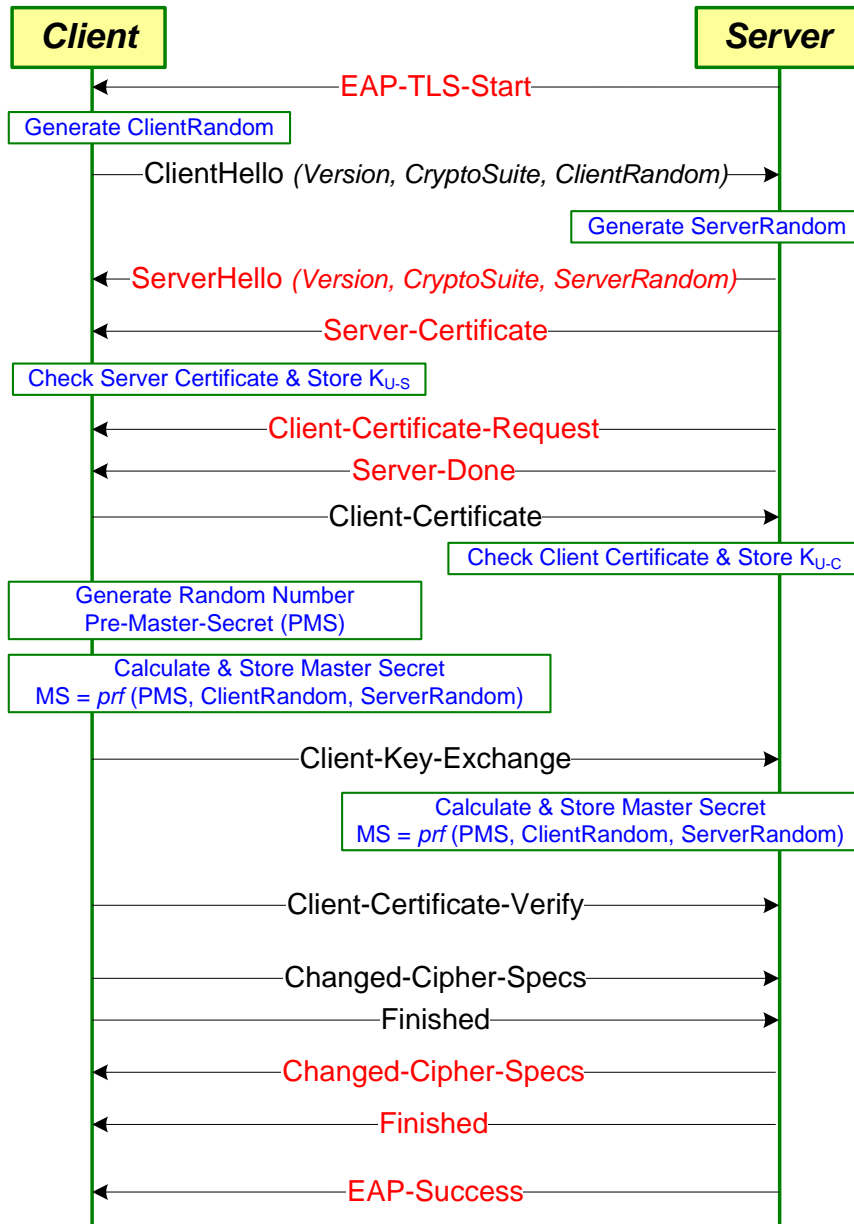 Client
Server
EAP-TLS-Start
Generate ClientRandom
ClientHello (Version, CryptoSuite, ClientRandom)
Generate ServerRandom
ServerHello (Version, CryptoSuite, ServerRandom)
Server-Certificate
Check Server Certificate & Store KU-S
Client-Certificate-Request
Server-Done
Client-Certificate
Check Client Certificate & Store KU-C
Generate Random Number
Pre-Master-Secret (PMS)
Calculate & Store Master Secret
MS = prf (PMS, ClientRandom, ServerRandom)
Client-Key-Exchange
Calculate & Store Master Secret
MS = prf (PMS, ClientRandom, ServerRandom)
Client-Certificate-Verify
Changed-Cipher-Specs
Finished
Changed-Cipher-Specs
Finished
EAP-Success